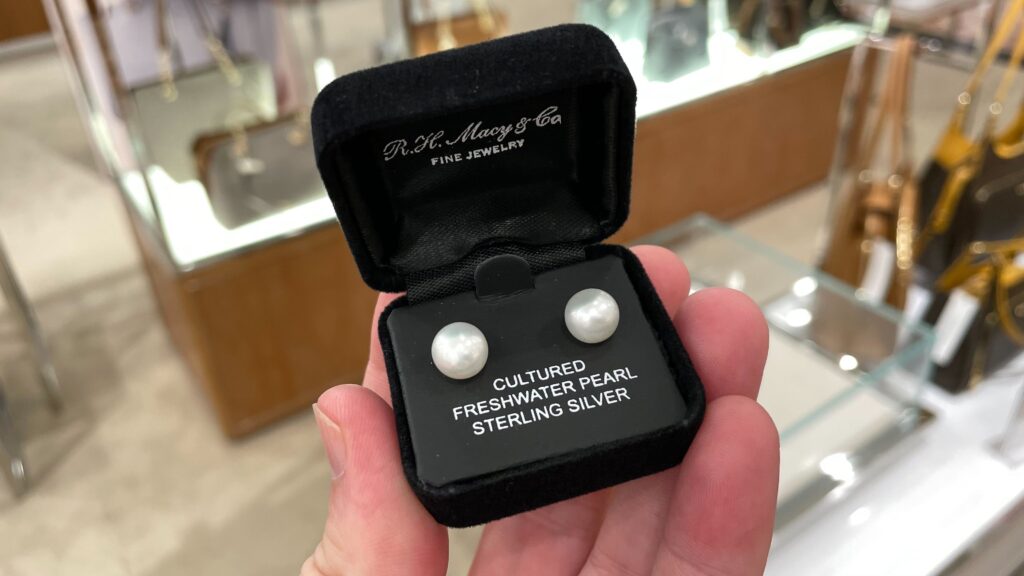 R.H. Macy & Co
FINE JEWELRY
CULTURED
FRESHWATER PEARL
STERLING SILVER